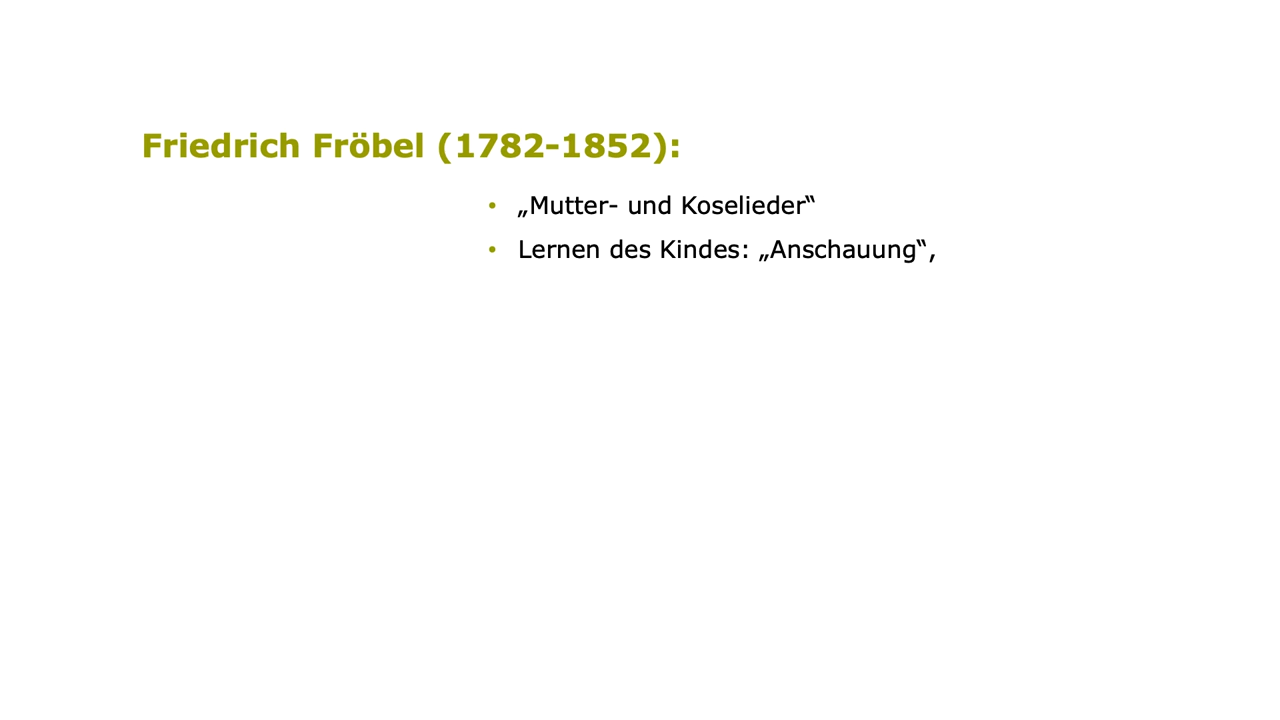 Friedrich Fröbel (1782-1852):
• „Mutter- und Koselieder“
• Lernen des Kindes: „Anschauung“,